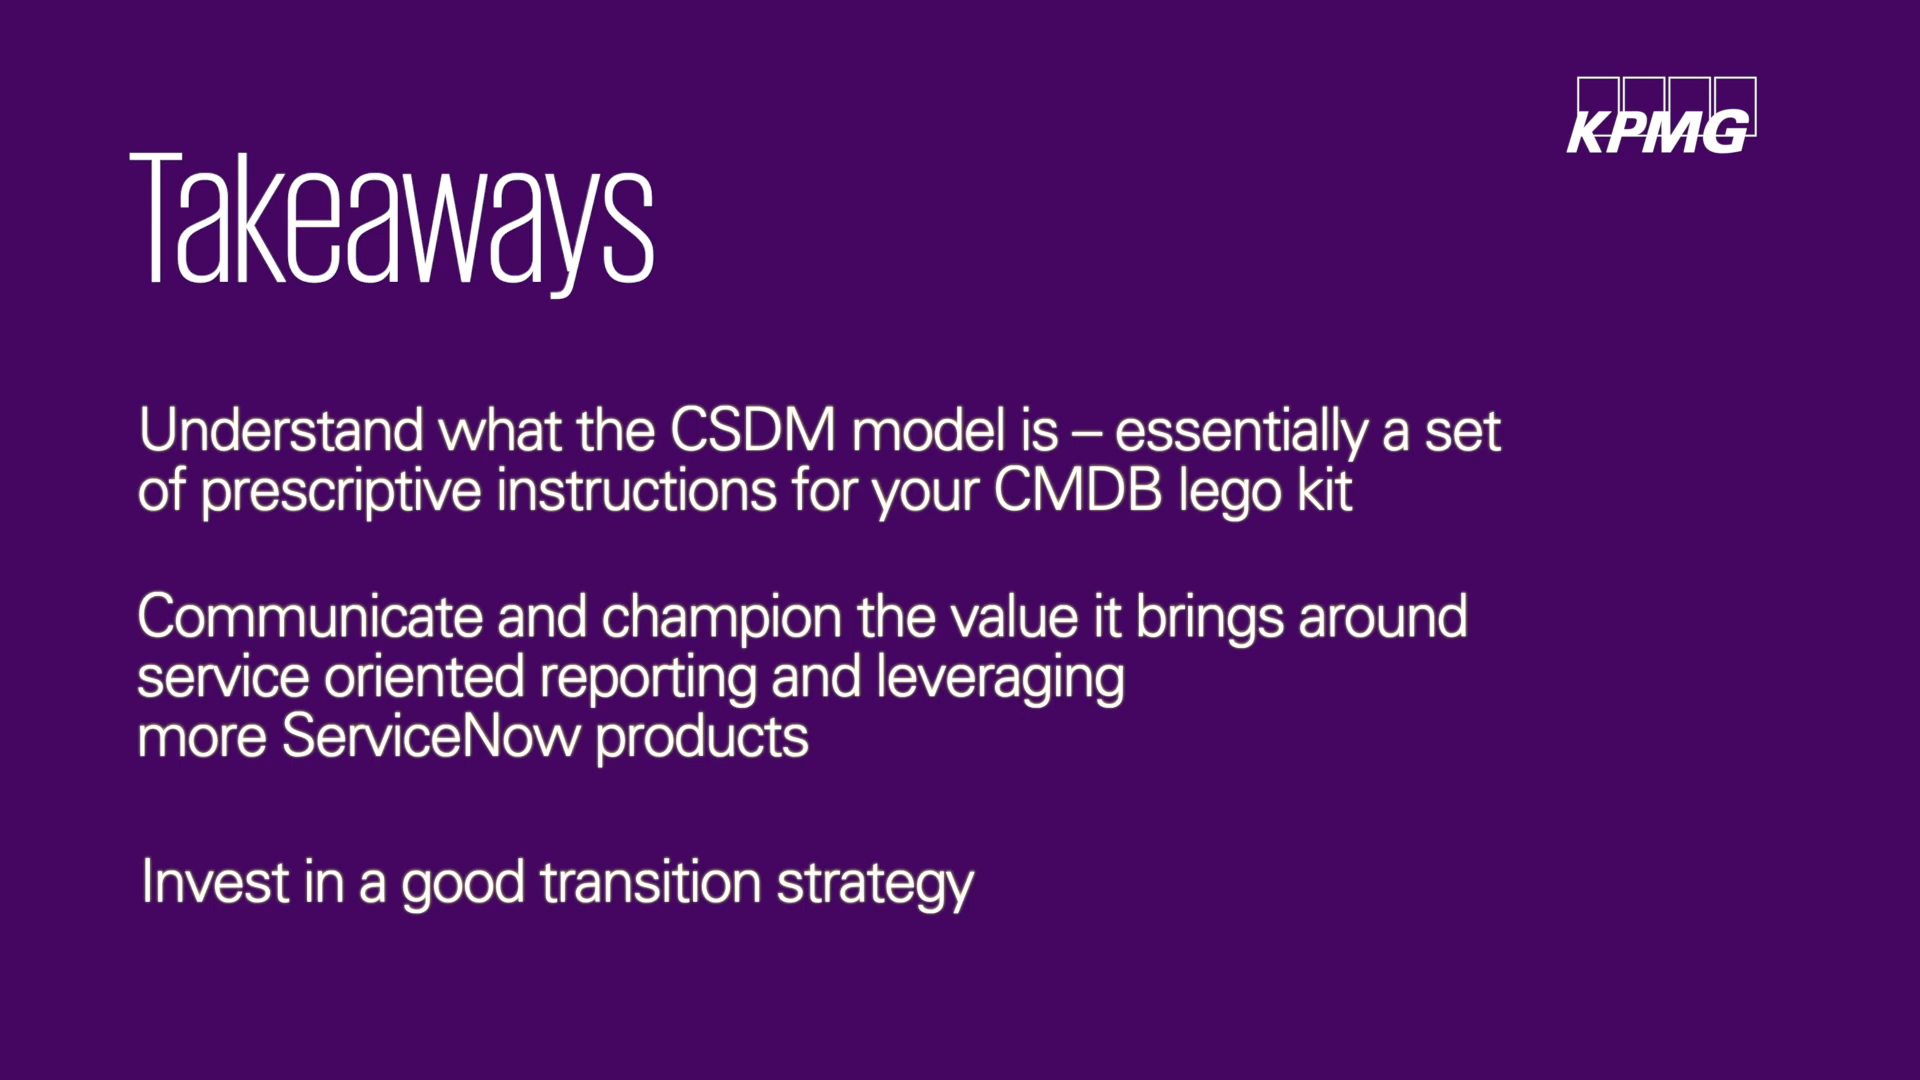 KPMG
Takeaways
Understand what the CSDM model is – essentially a set
of prescriptive instructions for your CMDB lego kit
Communicate and champion the value it brings around
service oriented reporting and leveraging
more ServiceNow products
Invest in a good transition strategy